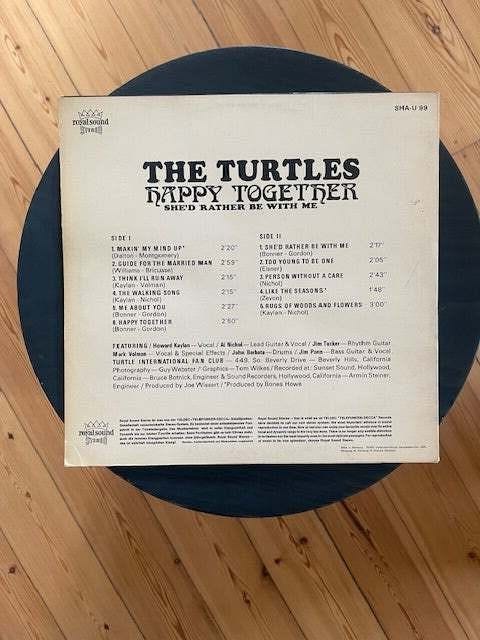 royal sound
STEREO
SMA-U 99
THE TURTLES
HAPPY TOGETHER
SHE'D RATHER BE WITH ME
SIDE I
1. MAKIN' MY MIND UP* 2'20"
(Dalton - Montgomery)
2. GUIDE FOR THE MARRIED MAN 2'59"
(Williams - Bricusse)
3. THINK I'LL RUN AWAY 2'15"
(Kaylan - Volman)
4. THE WALKING SONG 2'15"
(Kaylan - Nichol)
5. ME ABOUT YOU 2'27"
(Bonner - Gordon)
6. HAPPY TOGETHER 2'50"
(Bonner - Gordon)
SIDE II
1. SHE'D RATHER BE WITH ME 2'17"
(Bonner - Gordon)
2. TOO YOUNG TO BE ONE 2'05"
(Eisner)
3. PERSON WITHOUT A CARE 2'43"
(Nichol)
4. LIKE THE SEASONS* 1'48"
(Zevon)
5. RUGS OF WOODS AND FLOWERS 3'00"
(Kaylan - Nichol)
FEATURING / Howard Kaylan — Vocal / Al Nichol — Lead Guitar & Vocal / Jim Tucker — Rhythm Guitar
Mark Volman — Vocal & Special Effects / John Barbata — Drums / Jim Pons — Bass Guitar & Vocal.
TURTLE INTERNATIONAL FAN CLUB — 449, So. Beverly Drive — Beverly Hills, California
Photography — Guy Webster / Graphics — Tom Wilkes / Recorded at: Sunset Sound, Hollywood,
California — Bruce Botnick, Engineer & Sound Recorders, Hollywood, California — Armin Steiner,
Engineer / Produced by Joe Wissert / *Produced by Bones Howe
royal sound
STEREO